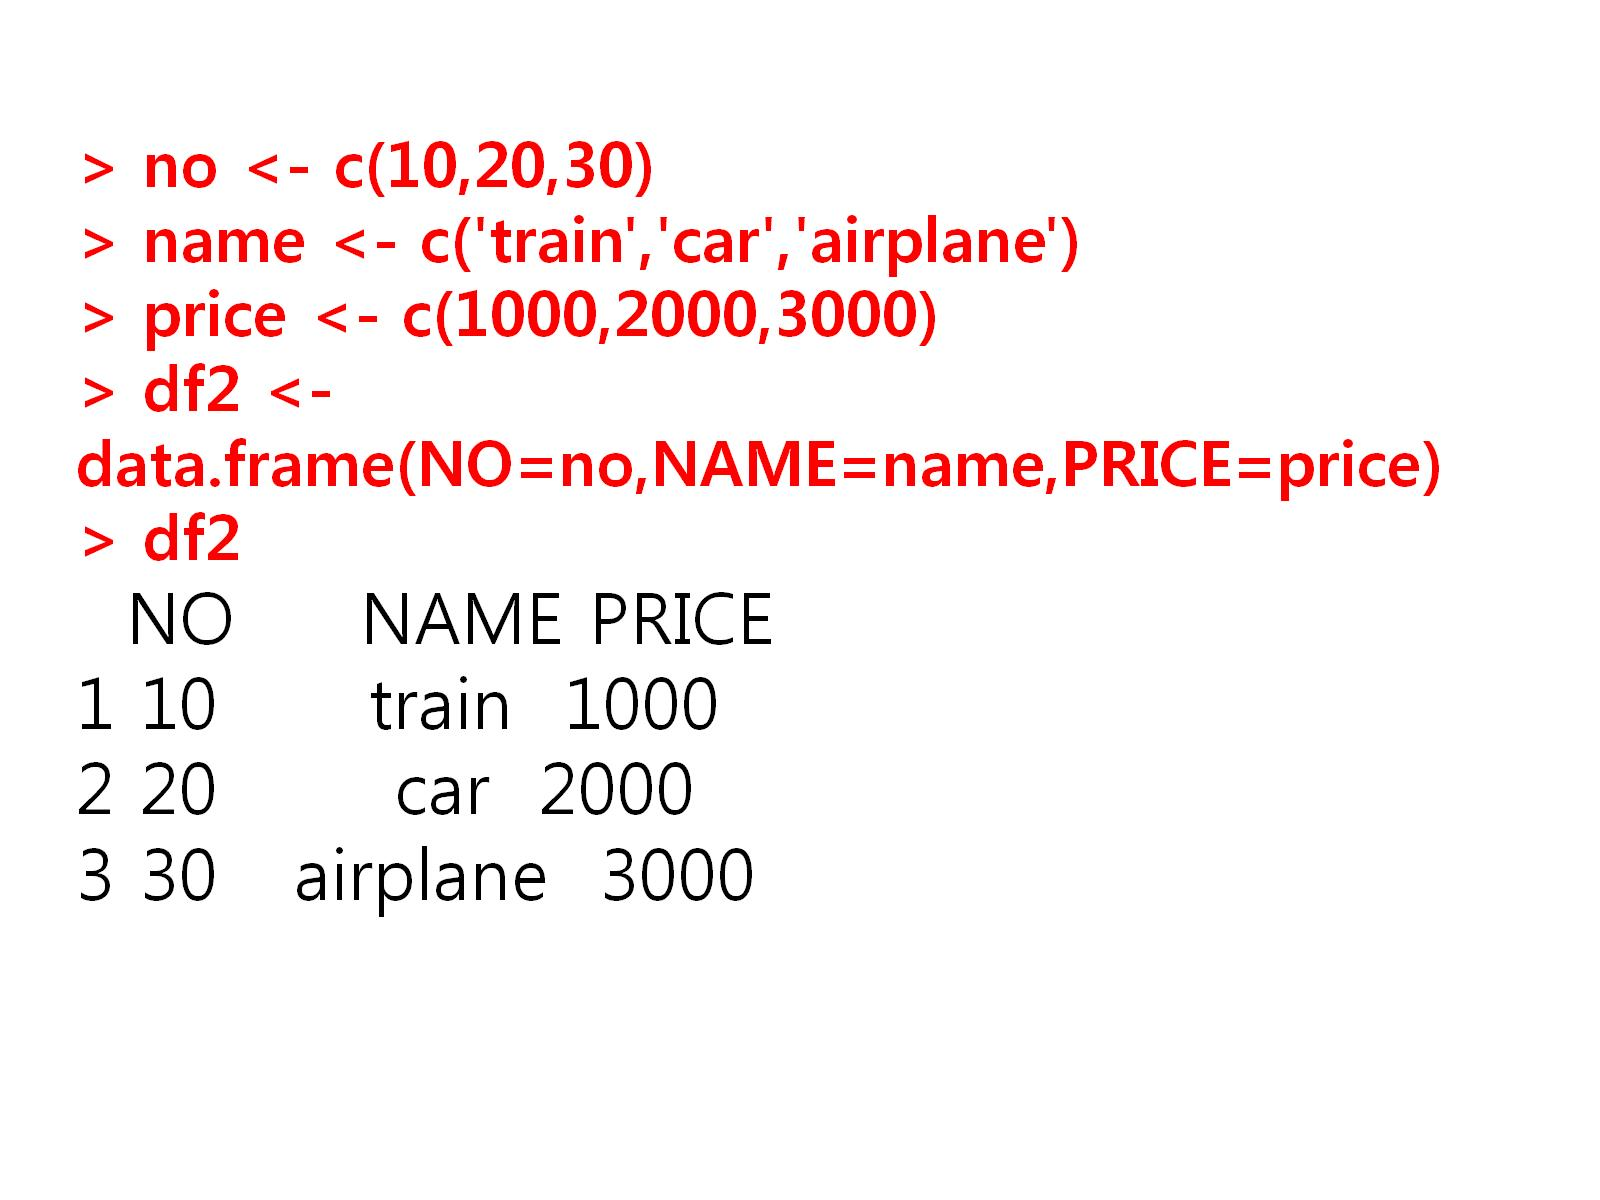 > no <- c(10,20,30)
> name <- c('train','car','airplane')
> price <- c(1000,2000,3000)
> df2 <-
data.frame(NO=no,NAME=name,PRICE=price)
> df2
NO NAME PRICE
1 10 train 1000
2 20 car 2000
3 30 airplane 3000